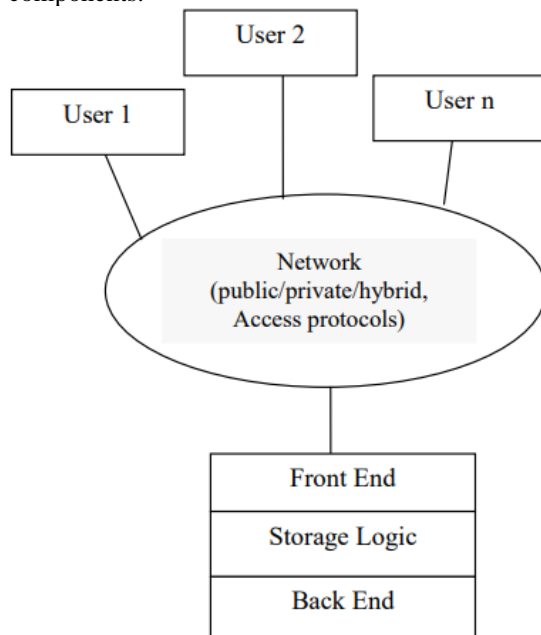 components.
User 2
User 1
User n
Network
(public/private/hybrid,
Access protocols)
Front End
Storage Logic
Back End